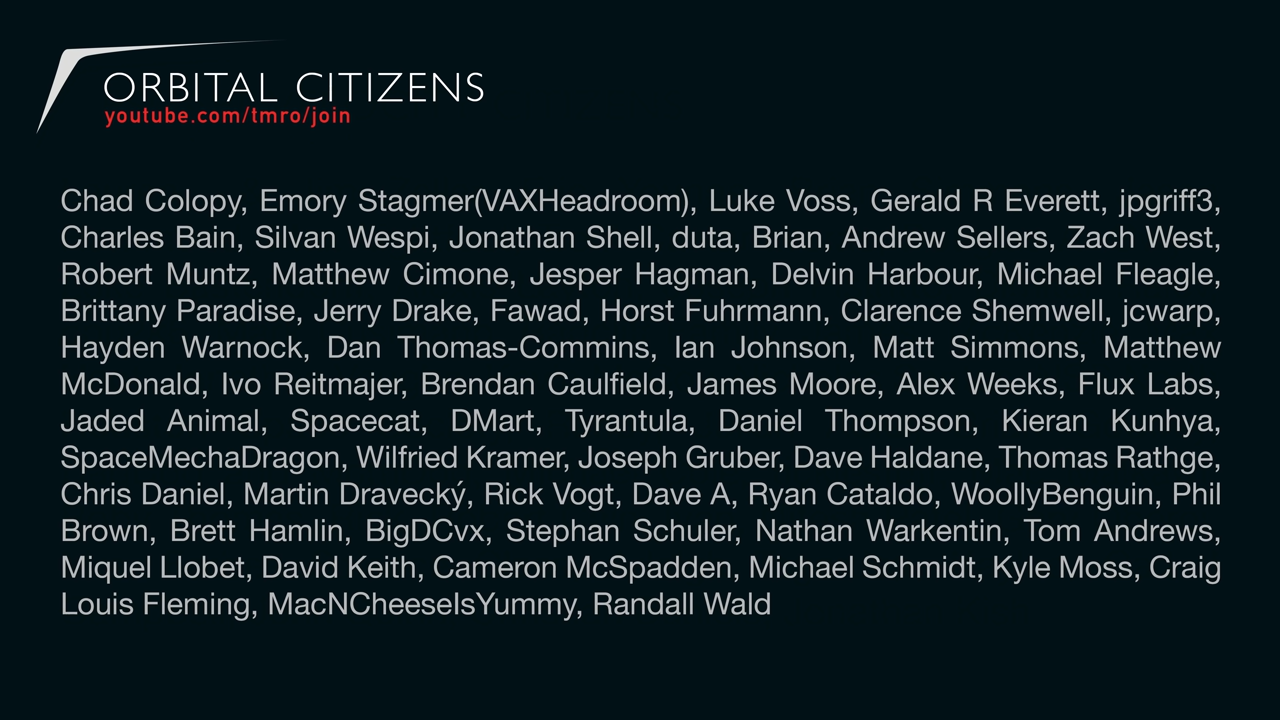 ORBITAL CITIZENS
youtube.com/tmro/join
Chad Colopy, Emory Stagmer(VAXHeadroom), Luke Voss, Gerald R Everett, jpgriff3,
Charles Bain, Silvan Wespi, Jonathan Shell, duta, Brian, Andrew Sellers, Zach West,
Robert Muntz, Matthew Cimone, Jesper Hagman, Delvin Harbour, Michael Fleagle,
Brittany Paradise, Jerry Drake, Fawad, Horst Fuhrmann, Clarence Shemwell, jcwarp,
Hayden Warnock, Dan Thomas-Commins, Ian Johnson, Matt Simmons, Matthew
McDonald, Ivo Reitmajer, Brendan Caulfield, James Moore, Alex Weeks, Flux Labs,
Jaded Animal, Spacecat, DMart, Tyrantula, Daniel Thompson, Kieran Kunhya,
SpaceMechaDragon, Wilfried Kramer, Joseph Gruber, Dave Haldane, Thomas Rathge,
Chris Daniel, Martin Dravecký, Rick Vogt, Dave A, Ryan Cataldo, WoollyBenguin, Phil
Brown, Brett Hamlin, BigDCvx, Stephan Schuler, Nathan Warkentin, Tom Andrews,
Miquel Llobet, David Keith, Cameron McSpadden, Michael Schmidt, Kyle Moss, Craig
Louis Fleming, MacNCheeseIsYummy, Randall Wald